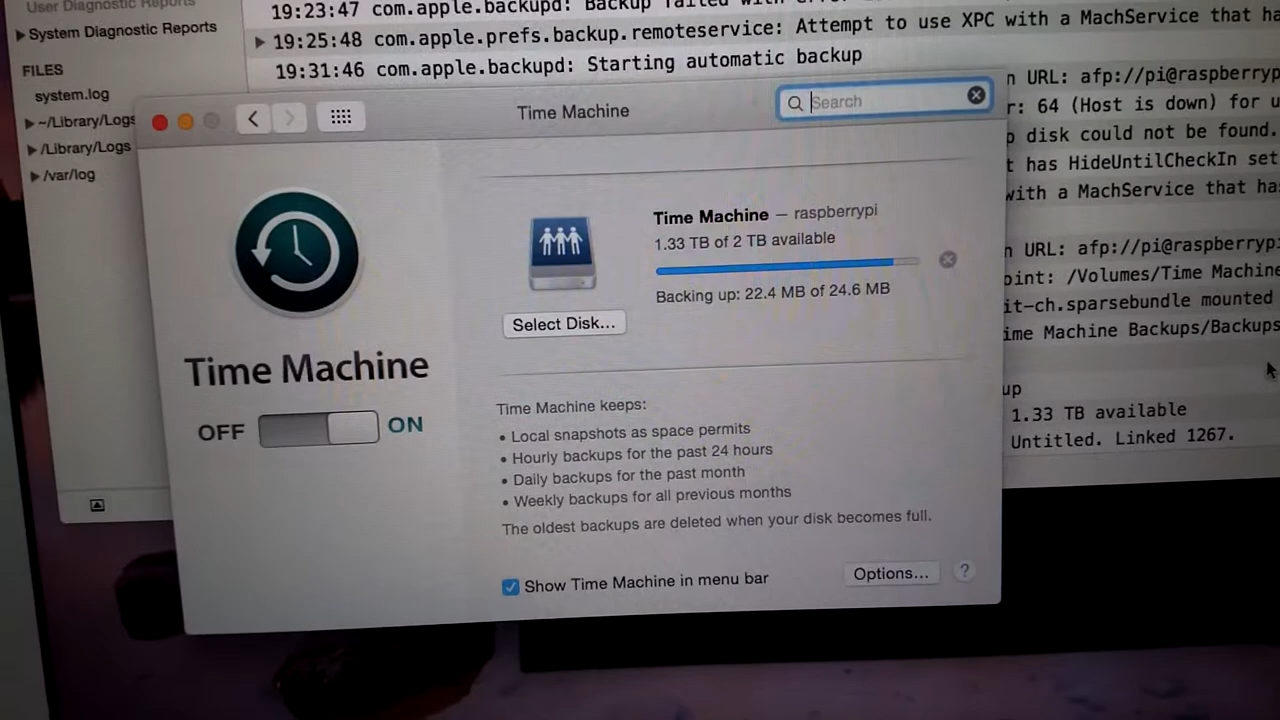 User Diagnostic Reports
System Diagnostic Reports
FILES
system.log
~/Library/Logs
/Library/Logs
/var/log
19:23:47 com.apple.backupd: Backup failed with
19:25:48 com.apple.prefs.backup.remoteservice: Attempt to use XPC with a MachService that
19:31:46 com.apple.backupd: Starting automatic backup
n URL: afp://pi@raspberryp
r: 64 (Host is down) for u
p disk could not be found.
t has HideUntilCheckIn set
with a MachService that
n URL: afp://pi@raspberrypi
oint: /Volumes/Time Machine
it-ch.sparsebundle mounted
ime Machine Backups/Backups
up
1.33 TB available
Untitled. Linked 1267.
Time Machine
Search
Time Machine
OFF
ON
Time Machine — raspberrypi
1.33 TB of 2 TB available
Backing up: 22.4 MB of 24.6 MB
Select Disk...
Time Machine keeps:
• Local snapshots as space permits
• Hourly backups for the past 24 hours
• Daily backups for the past month
• Weekly backups for all previous months
The oldest backups are deleted when your disk becomes full.
Show Time Machine in menu bar
Options...
?